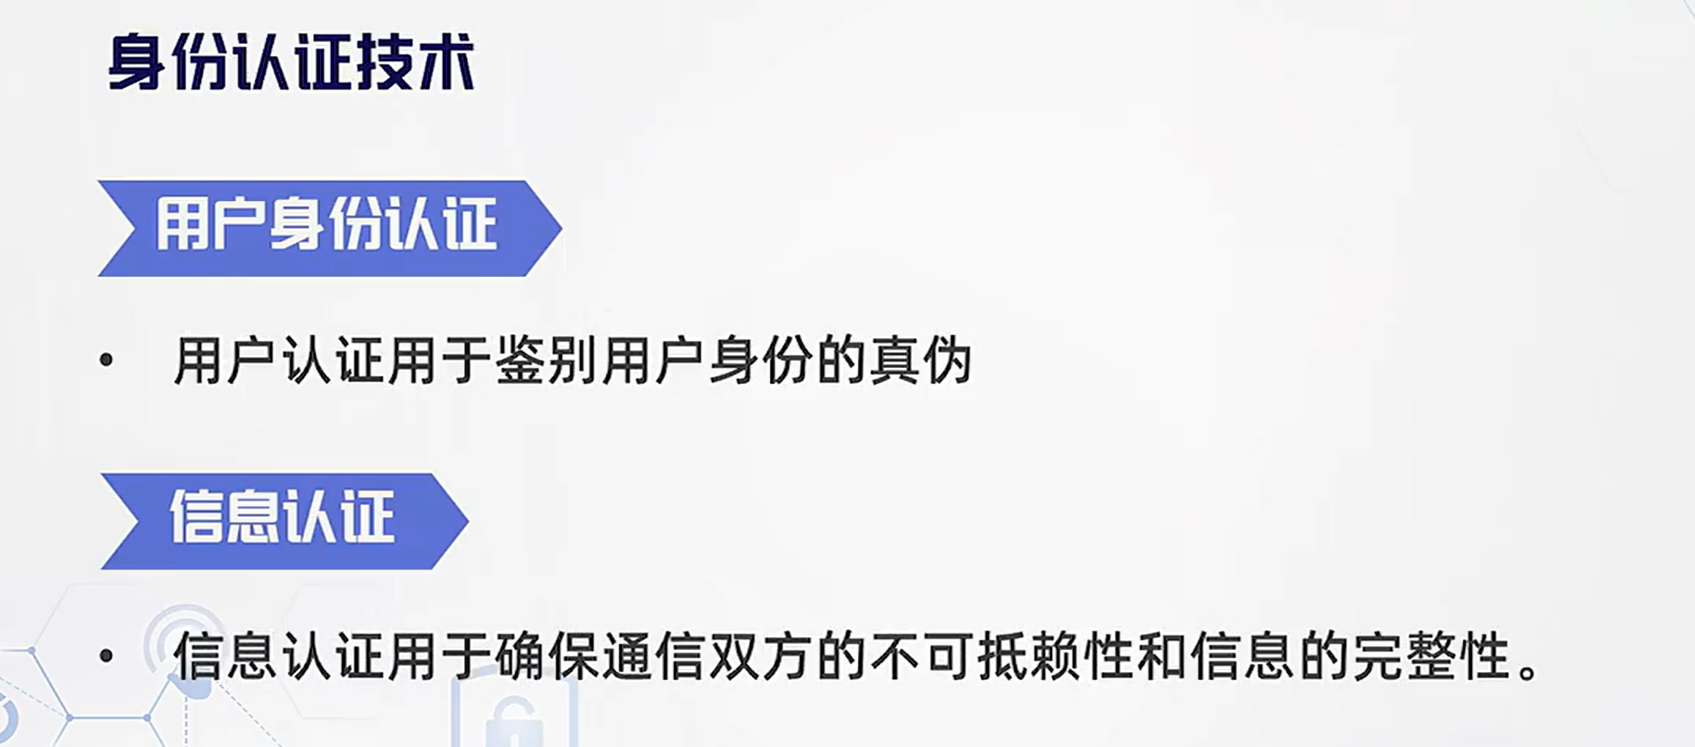 身份认证技术
用户身份认证
• 用户认证用于鉴别用户身份的真伪
信息认证
• 信息认证用于确保通信双方的不可抵赖性和信息的完整性。